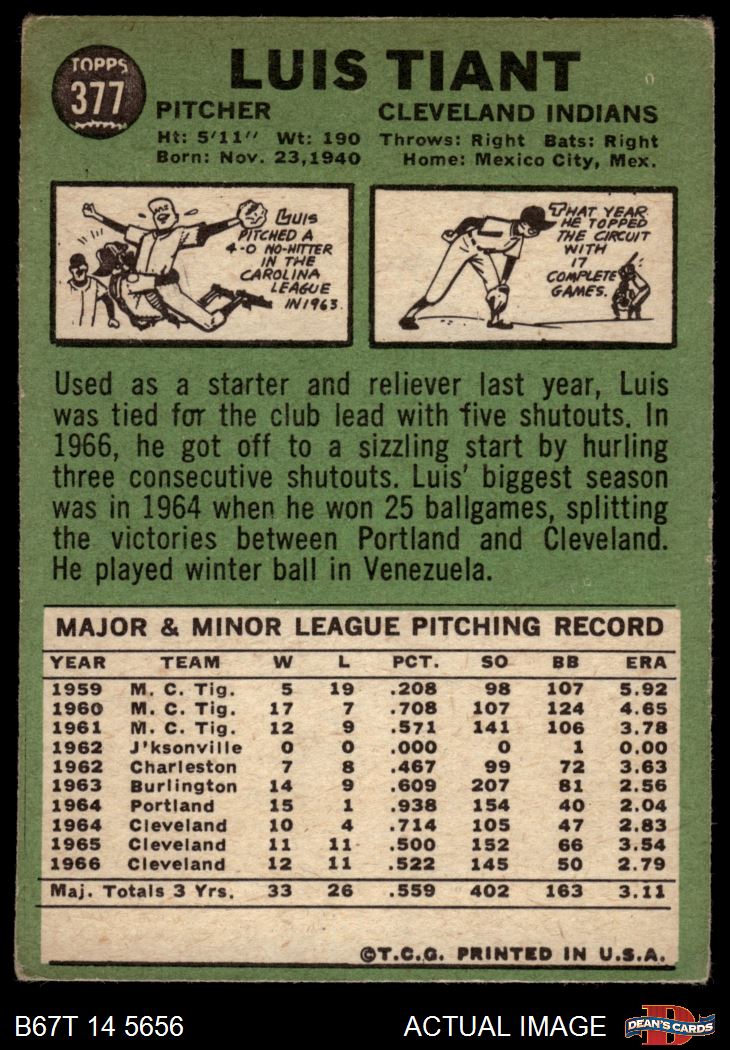 TOPPS
377
LUIS TIANT
PITCHER CLEVELAND INDIANS
Ht: 5'11" Wt: 190 Throws: Right Bats: Right
Born: Nov. 23, 1940 Home: Mexico City, Mex.
LUIS
PITCHED A
4-0 NO-HITTER
IN THE
CAROLINA
LEAGUE
IN 1963.
THAT YEAR
HE TOPPED
THE CIRCUIT
WITH
17
COMPLETE
GAMES.
Used as a starter and reliever last year, Luis
was tied for the club lead with five shutouts. In
1966, he got off to a sizzling start by hurling
three consecutive shutouts. Luis' biggest season
was in 1964 when he won 25 ballgames, splitting
the victories between Portland and Cleveland.
He played winter ball in Venezuela.
MAJOR & MINOR LEAGUE PITCHING RECORD
YEAR TEAM W L PCT. SO BB ERA
1959 M. C. Tig. 5 19 .208 98 107 5.92
1960 M. C. Tig. 17 7 .708 107 124 4.65
1961 M. C. Tig. 12 9 .571 141 106 3.78
1962 J'ksonville 0 0 .000 0 1 0.00
1962 Charleston 7 8 .467 99 72 3.63
1963 Burlington 14 9 .609 207 81 2.56
1964 Portland 15 1 .938 154 40 2.04
1964 Cleveland 10 4 .714 105 47 2.83
1965 Cleveland 11 11 .500 152 66 3.54
1966 Cleveland 12 11 .522 145 50 2.79
Maj. Totals 3 Yrs. 33 26 .559 402 163 3.11
©T.C.G. PRINTED IN U.S.A.
B67T 14 5656 ACTUAL IMAGE
D
DEAN'S CARDS